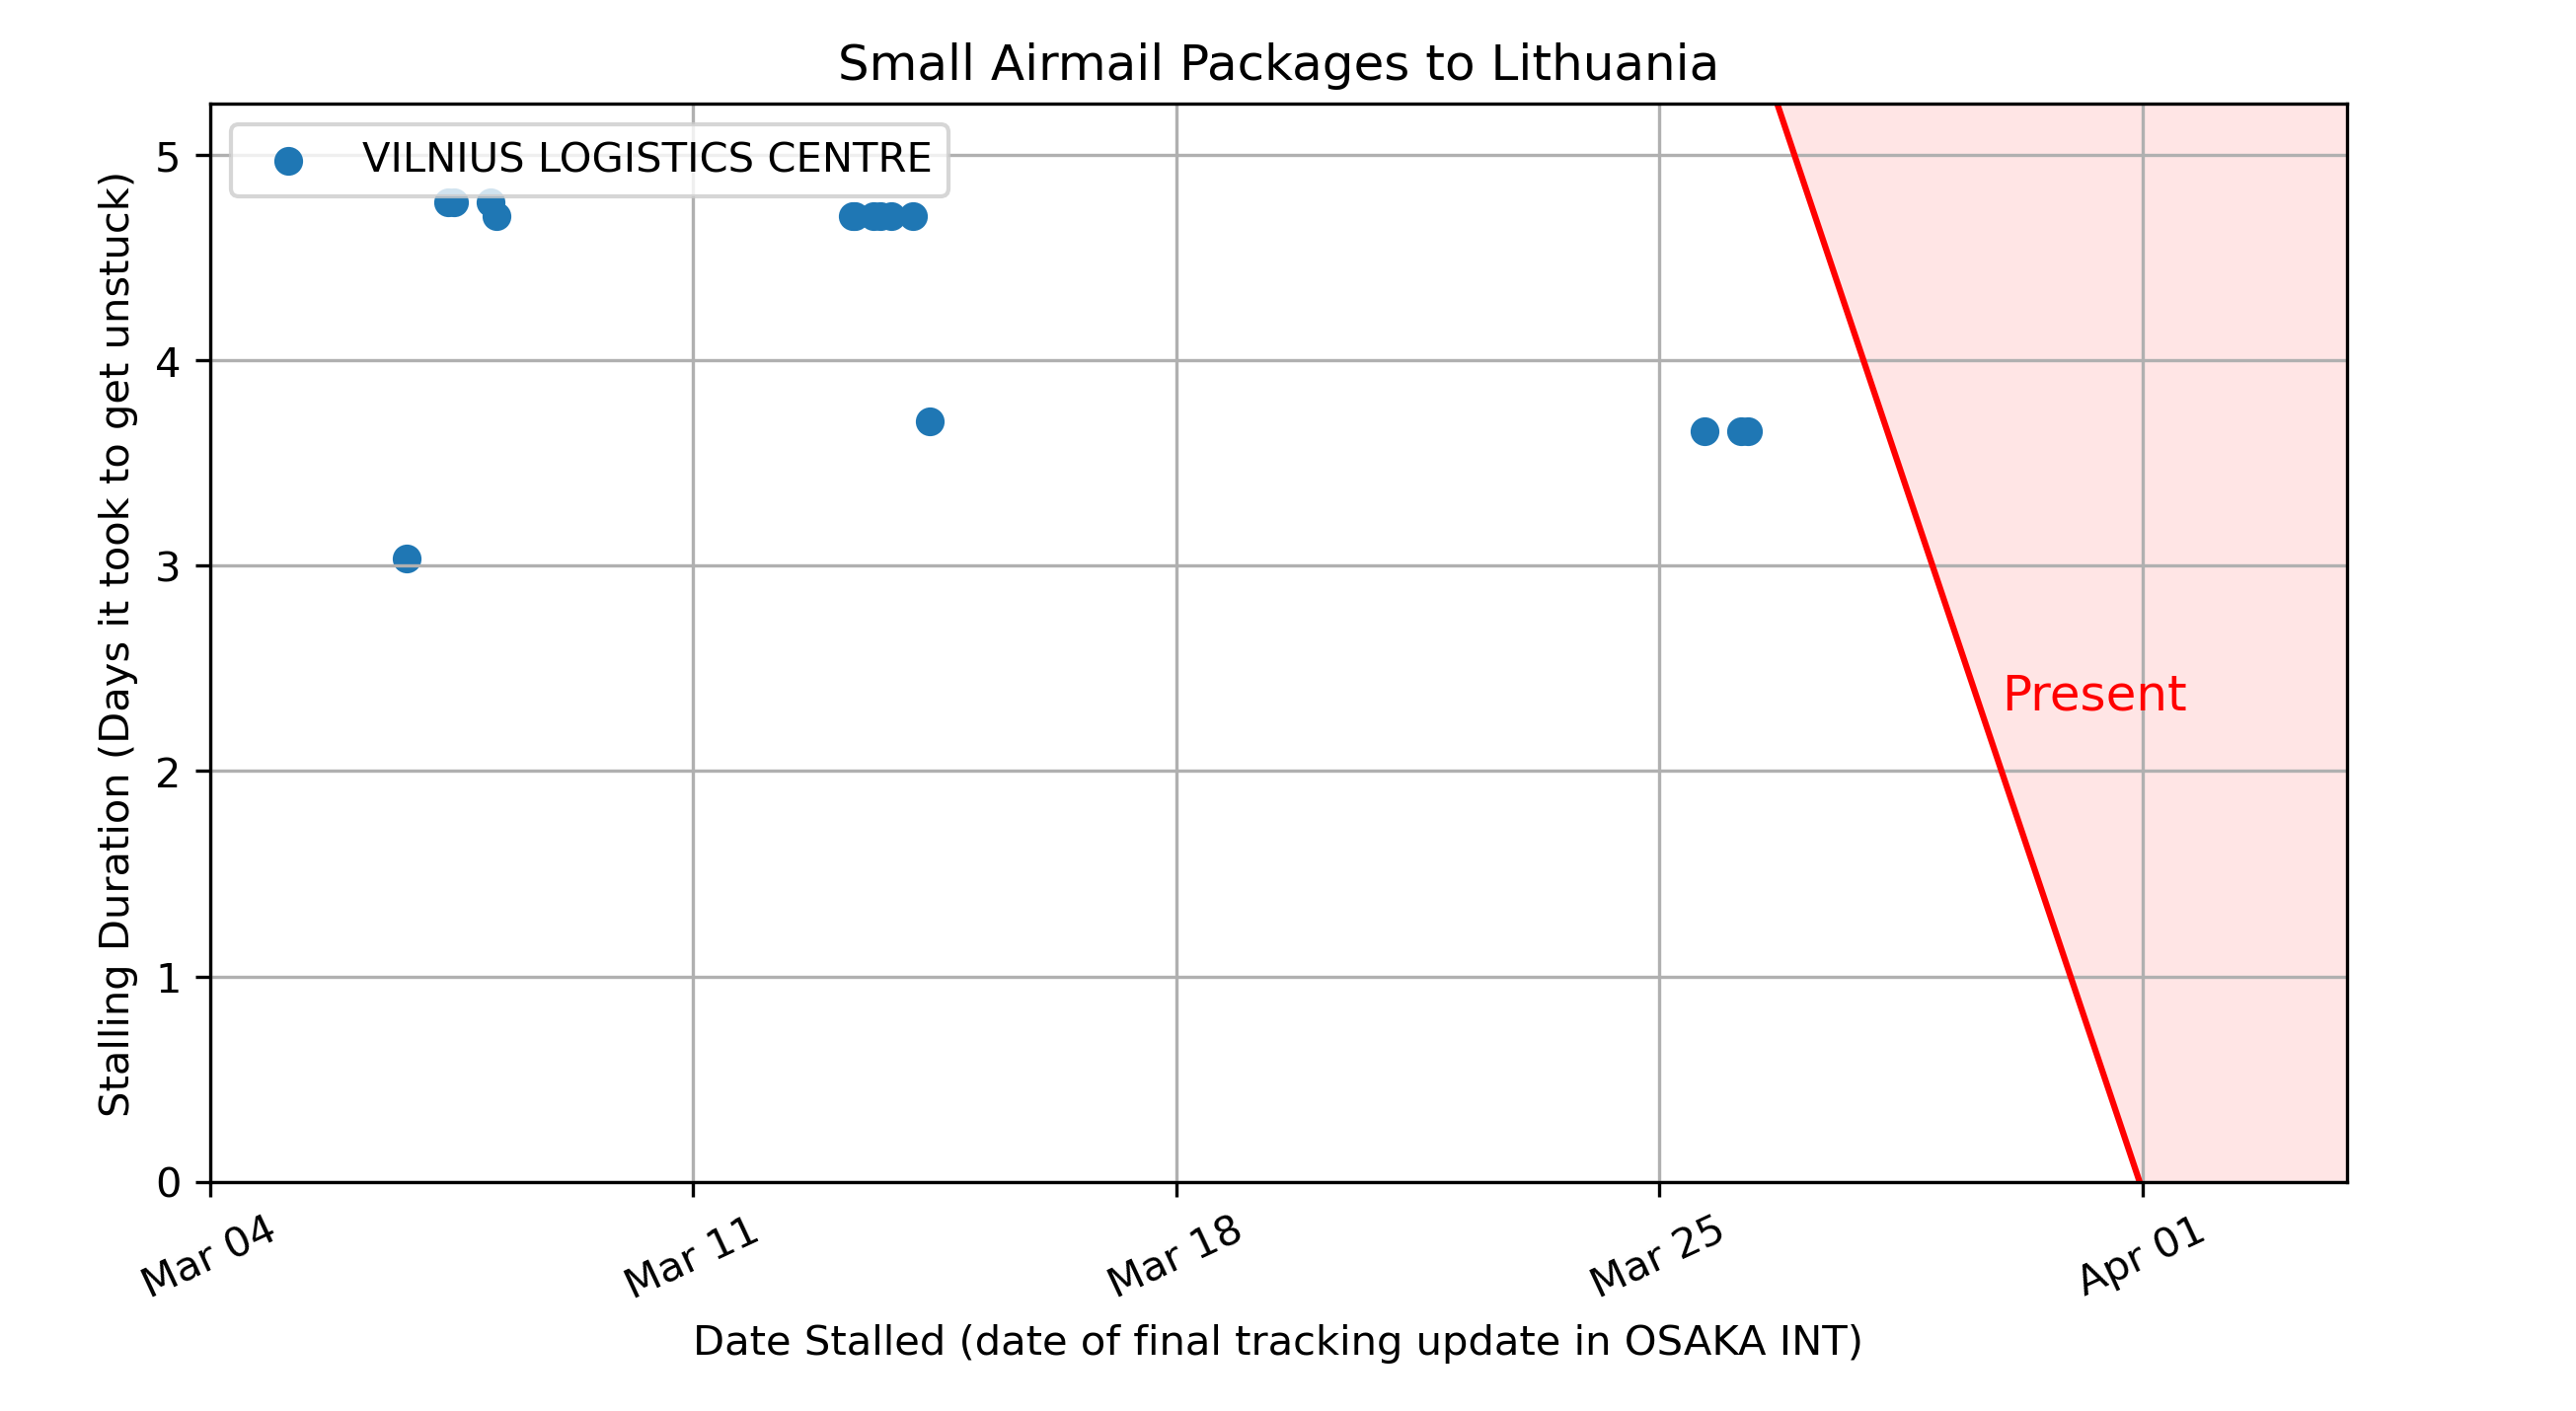 Small Airmail Packages to Lithuania
VILNIUS LOGISTICS CENTRE
Stalling Duration (Days it took to get unstuck)
5
4
3
2
1
0
Present
Mar 04
Mar 11
Mar 18
Mar 25
Apr 01
Date Stalled (date of final tracking update in OSAKA INT)